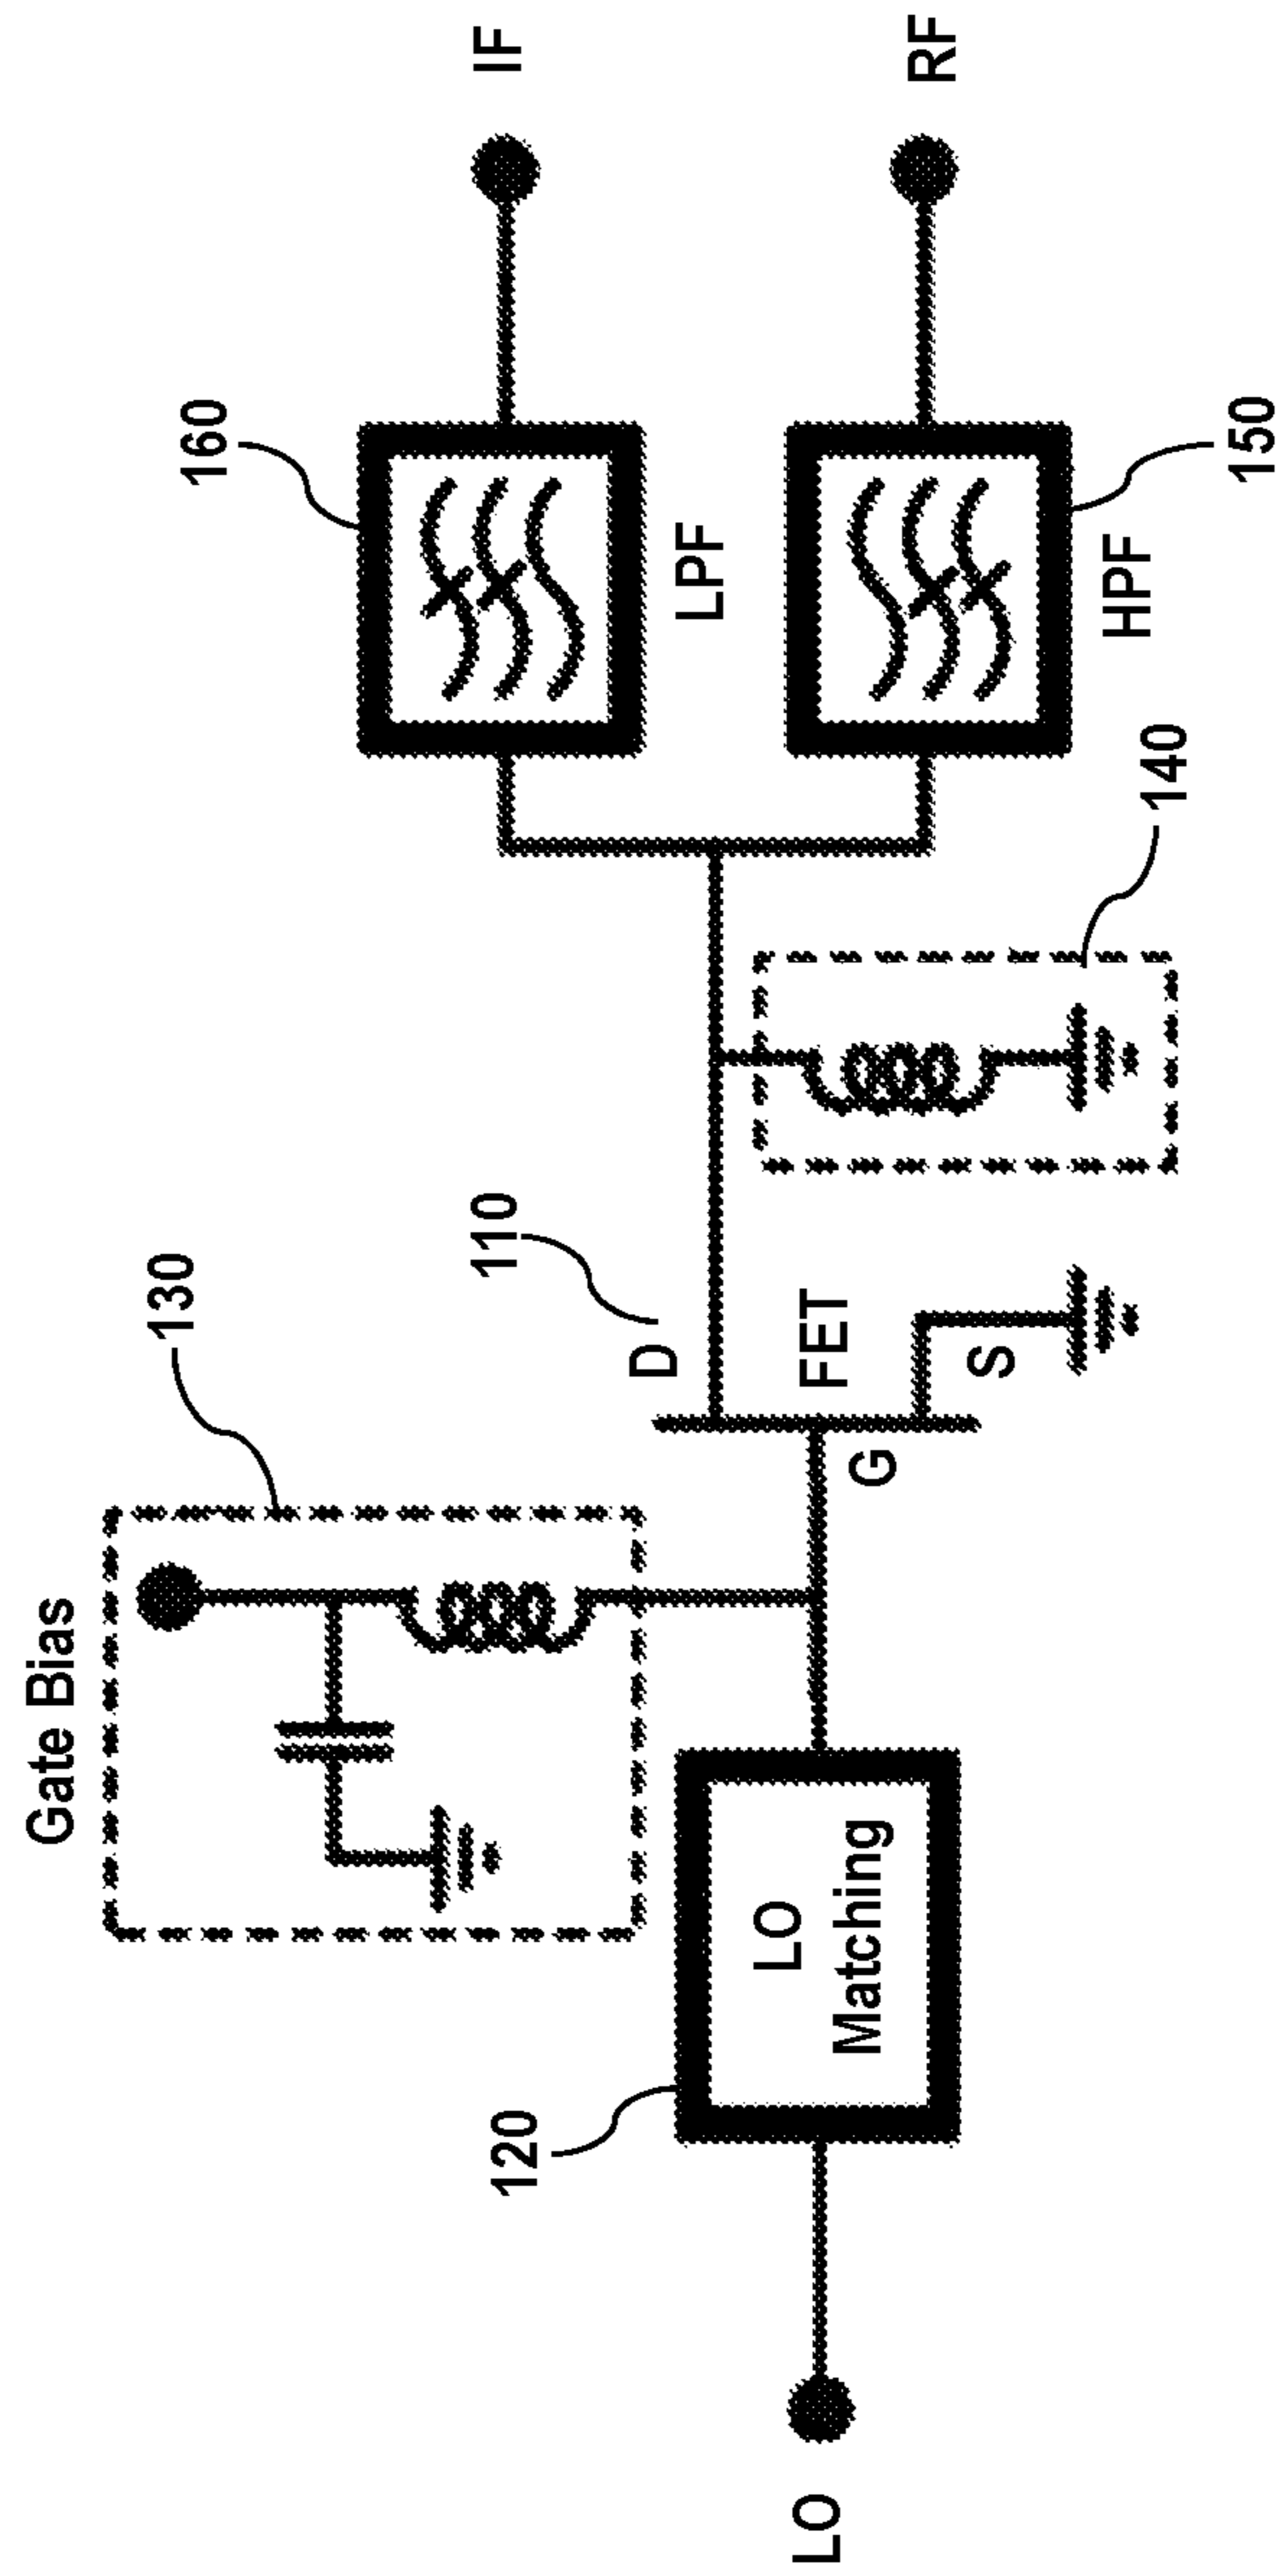 Gate Bias
130
160
IF
110
LPF
D
120
LO
Matching
FET
G
S
LO
RF
HPF
140
150